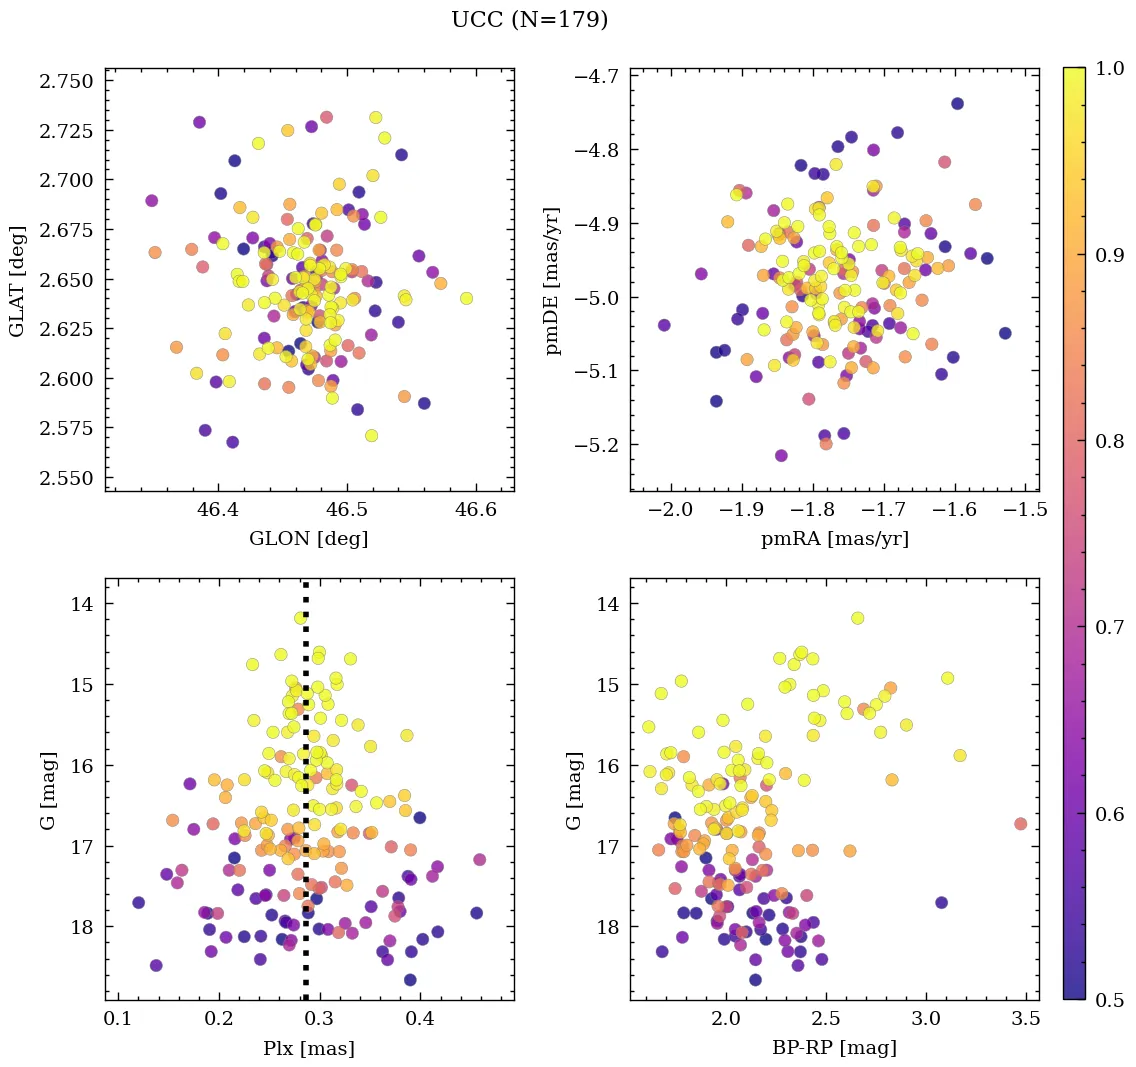 UCC (N=179)
2.750
2.725
2.700
2.675
2.650
2.625
2.600
2.575
2.550
GLAT [deg]
46.4 46.5 46.6
GLON [deg]
−4.7
−4.8
−4.9
−5.0
−5.1
−5.2
pmDE [mas/yr]
−2.0 −1.9 −1.8 −1.7 −1.6 −1.5
pmRA [mas/yr]
14
15
16
17
18
G [mag]
0.1 0.2 0.3 0.4
Plx [mas]
14
15
16
17
18
G [mag]
2.0 2.5 3.0 3.5
BP-RP [mag]
1.0
0.9
0.8
0.7
0.6
0.5